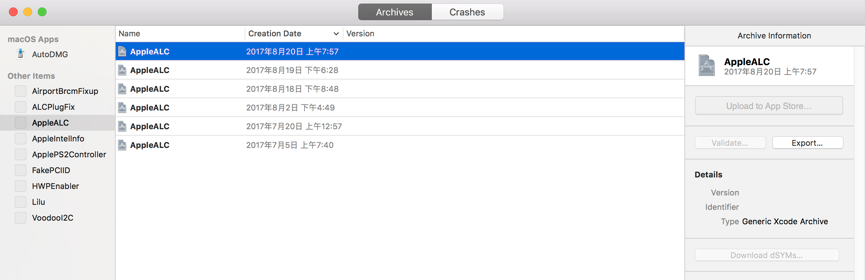 Archives Crashes
macOS Apps
AutoDMG
Other Items
AirportBrcmFixup
ALCPlugFix
AppleALC
AppleIntelInfo
ApplePS2Controller
FakePCIID
HWPEnabler
Lilu
VoodooI2C
Name Creation Date Version
AppleALC 2017年8月20日 上午7:57
AppleALC 2017年8月19日 下午6:28
AppleALC 2017年8月18日 下午8:48
AppleALC 2017年8月2日 下午4:49
AppleALC 2017年7月20日 上午12:57
AppleALC 2017年7月5日 上午7:40
Archive Information
AppleALC
2017年8月20日 上午7:57
Upload to App Store...
Validate... Export...
Details
Version
Identifier
Type Generic Xcode Archive
Download dSYMs...